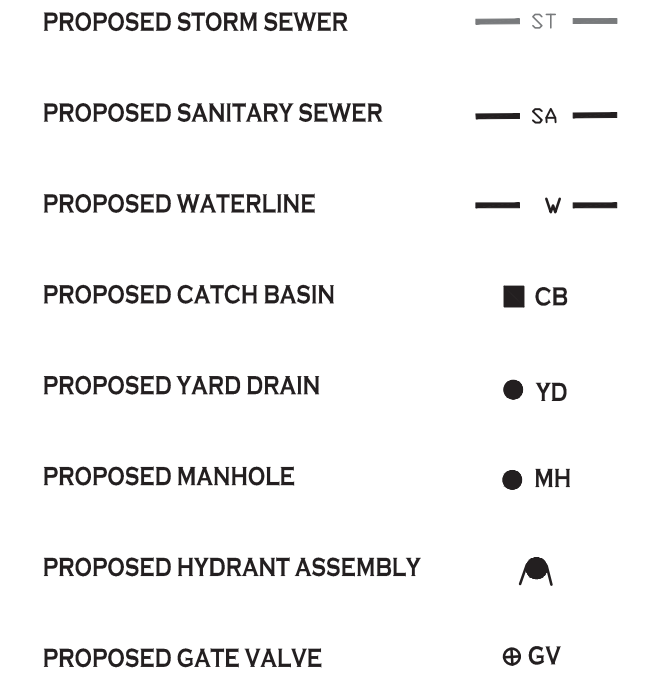 PROPOSED STORM SEWER ST
PROPOSED SANITARY SEWER SA
PROPOSED WATERLINE W
PROPOSED CATCH BASIN CB
PROPOSED YARD DRAIN YD
PROPOSED MANHOLE MH
PROPOSED HYDRANT ASSEMBLY
PROPOSED GATE VALVE GV